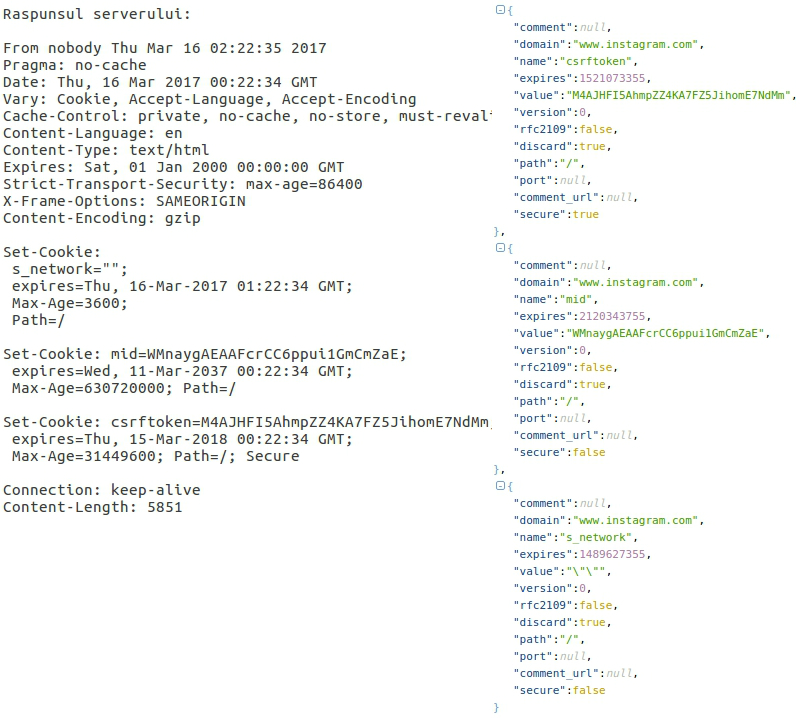 Raspunsul serverului:
From nobody Thu Mar 16 02:22:35 2017
Pragma: no-cache
Date: Thu, 16 Mar 2017 00:22:34 GMT
Vary: Cookie, Accept-Language, Accept-Encoding
Cache-Control: private, no-cache, no-store, must-reval
Content-Language: en
Content-Type: text/html
Expires: Sat, 01 Jan 2000 00:00:00 GMT
Strict-Transport-Security: max-age=86400
X-Frame-Options: SAMEORIGIN
Content-Encoding: gzip
Set-Cookie:
s_network="";
expires=Thu, 16-Mar-2017 01:22:34 GMT;
Max-Age=3600;
Path=/
Set-Cookie: mid=WMnaygAEAAFcrCC6ppui1GmCmZaE;
expires=Wed, 11-Mar-2037 00:22:34 GMT;
Max-Age=630720000; Path=/
Set-Cookie: csrftoken=M4AJHFI5AhmpZZ4KA7FZ5JihomE7NdMm
expires=Thu, 15-Mar-2018 00:22:34 GMT;
Max-Age=31449600; Path=/; Secure
Connection: keep-alive
Content-Length: 5851
{
"comment":null,
"domain":"www.instagram.com",
"name":"csrftoken",
"expires":1521073355,
"value":"M4AJHFI5AhmpZZ4KA7FZ5JihomE7NdMm",
"version":0,
"rfc2109":false,
"discard":true,
"path":"/",
"port":null,
"comment_url":null,
"secure":true
},
{
"comment":null,
"domain":"www.instagram.com",
"name":"mid",
"expires":2120343755,
"value":"WMnaygAEAAFcrCC6ppui1GmCmZaE",
"version":0,
"rfc2109":false,
"discard":true,
"path":"/",
"port":null,
"comment_url":null,
"secure":false
},
{
"comment":null,
"domain":"www.instagram.com",
"name":"s_network",
"expires":1489627355,
"value":"\"\"",
"version":0,
"rfc2109":false,
"discard":true,
"path":"/",
"port":null,
"comment_url":null,
"secure":false
}